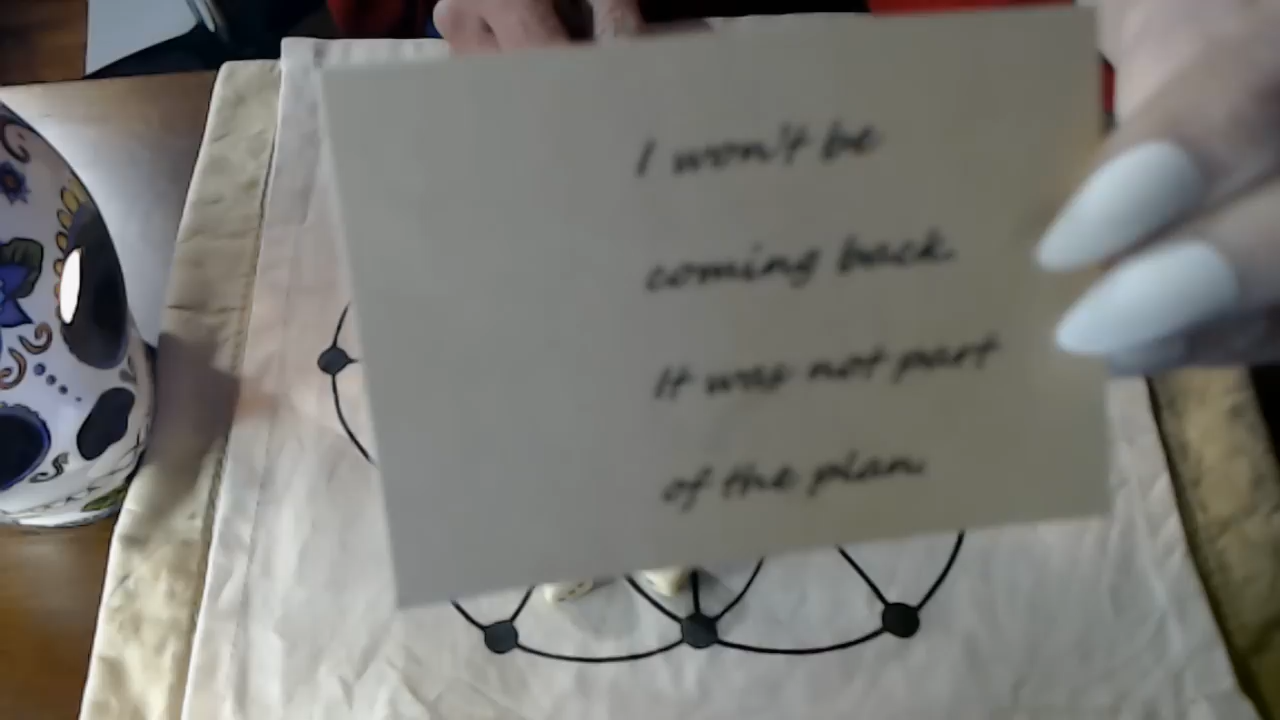 I won't be
coming back.
It was not part
of the plan.